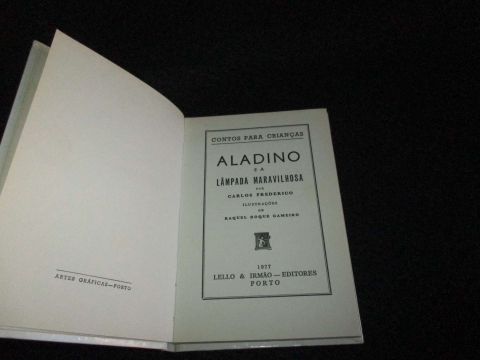 ARTES GRÁFICAS—PORTO
CONTOS PARA CRIANÇAS
ALADINO
E A
LÂMPADA MARAVILHOSA
POR
CARLOS FREDERICO
ILUSTRAÇÕES
DE
RAQUEL ROQUE GAMEIRO
1977
LELLO & IRMÃO—EDITORES
PORTO